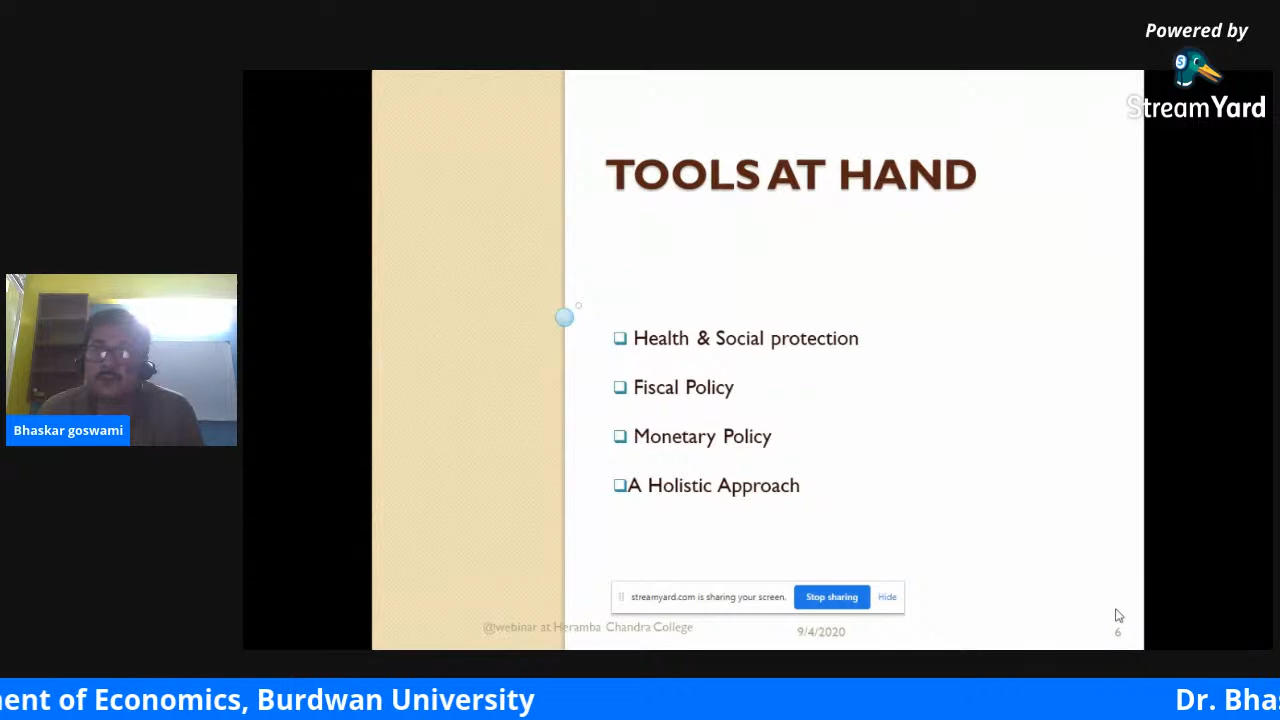 Powered by
StreamYard
TOOLS AT HAND
Health & Social protection
Fiscal Policy
Monetary Policy
A Holistic Approach
Bhaskar goswami
streamyard.com is sharing your screen. Stop sharing Hide
@webinar at Heramba Chandra College 9/4/2020 6
ment of Economics, Burdwan University Dr. Bhas